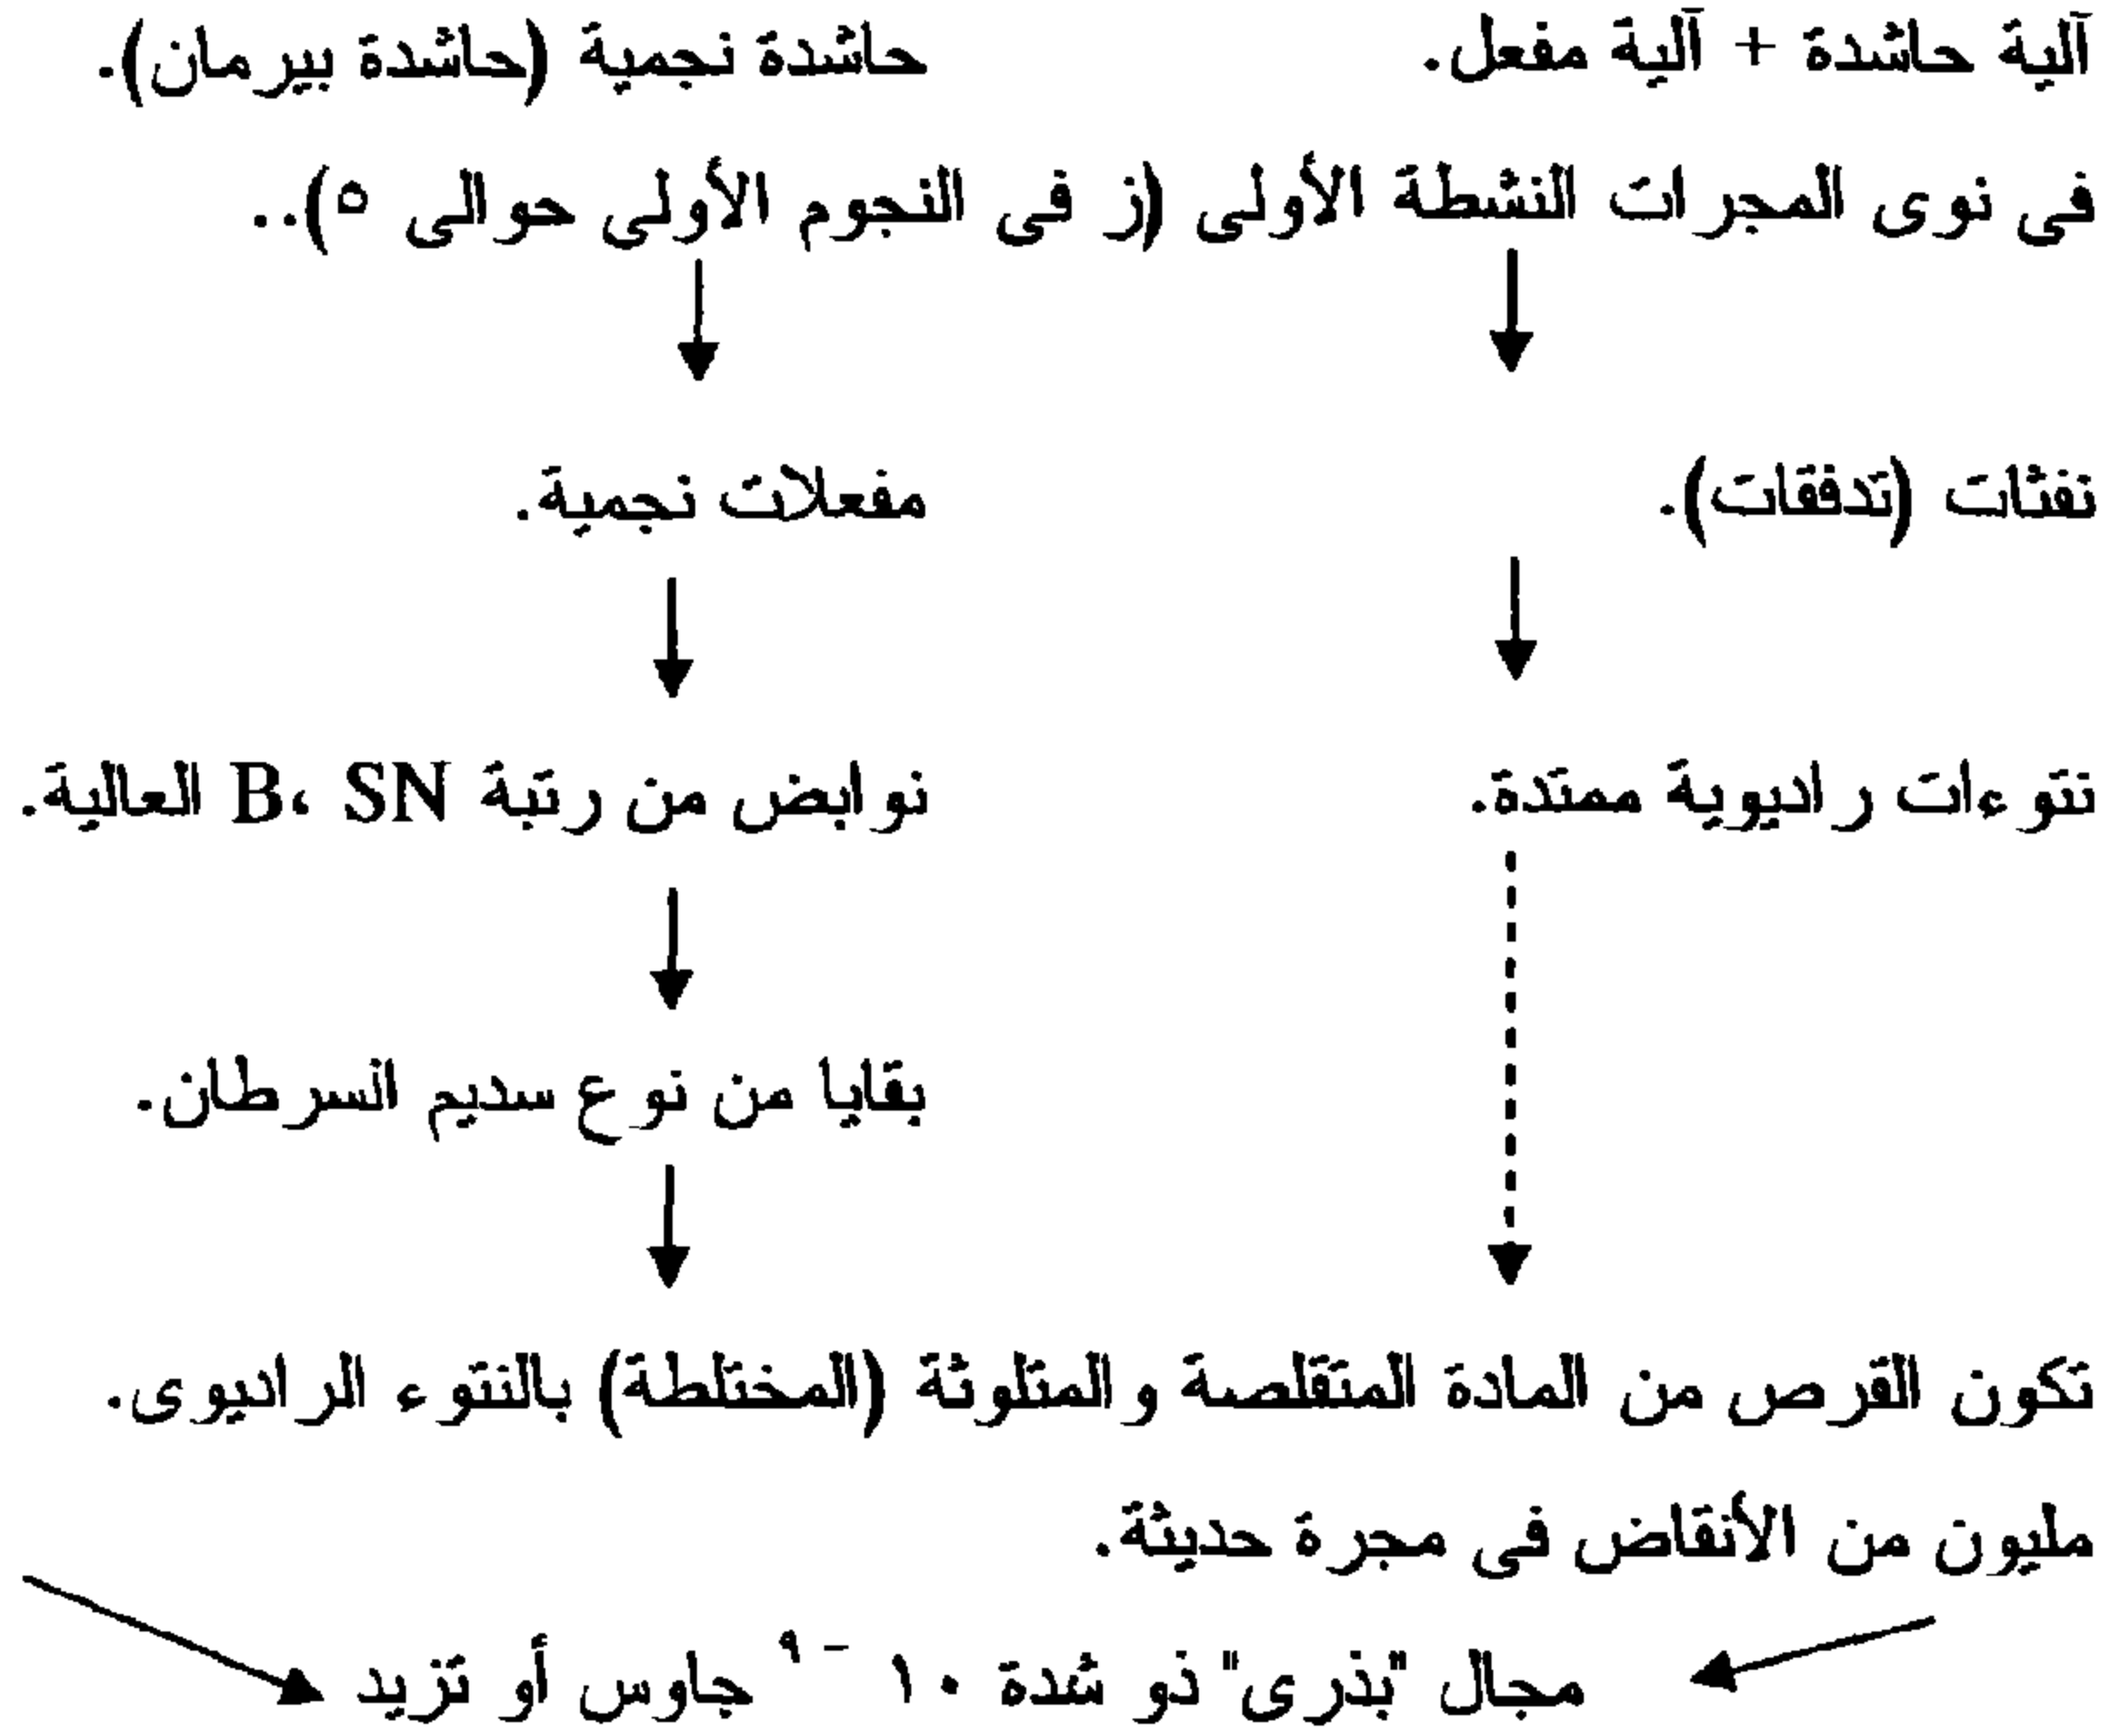 آلية حاشدة + آلية مفعل. حاشدة نجمية (حاشدة بيرمان).
فى نوى المجرات النشطة الأولى (ز فى النجوم الأولى حوالى ٥)..
نفثات (تدفقات). مفعلات نجمية.
نتوءات راديوية ممتدة. نوابض من رتبة B، SN العالية.
بقايا من نوع سديم انسرطان.
تكون القرص من المادة المتقلصة والمتلوثة (المختلطة) بالنتوء الراديوى.
مليون من الأنقاض فى مجرة حديثة.
مجال "بذرى" ذو شدة ١٠ ⁻ ⁹ جاوس أو تزيد